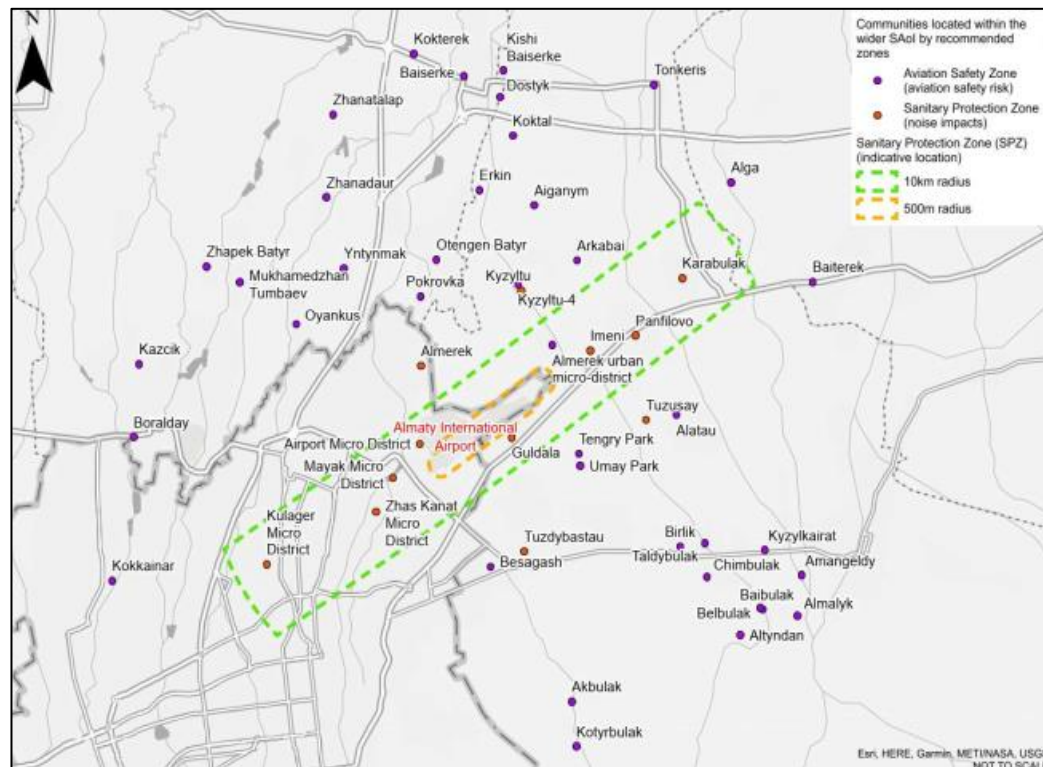 N
Communities located within the
wider SAoI by recommended
zones
Aviation Safety Zone
(aviation safety risk)
Sanitary Protection Zone
(noise impacts)
Sanitary Protection Zone (SPZ)
(indicative location)
10km radius
500m radius
Kokterek
Kishi
Baiserke
Baiserke
Dostyk
Tonkeris
Zhanatalap
Koktal
Alga
Erkin
Aiganym
Zhanadaur
Zhapek Batyr
Yntynmak
Otengen Batyr
Arkabai
Karabulak
Baiterek
Mukhamedzhan
Tumbaev
Pokrovka
Kyzyltu
Kyzyltu-4
Oyankus
Imeni
Panfilovo
Kazcik
Almerek
Almerek urban
micro-district
Boralday
Almaty International
Airport
Airport Micro District
Guldala
Tuzusay
Alatau
Tengry Park
Umay Park
Mayak Micro
District
Kulager
Micro
District
Zhas Kanat
Micro
District
Tuzdybastau
Birlik
Kyzylkairat
Taldybulak
Besagash
Chimbulak
Amangeldy
Kokkainar
Baibulak
Belbulak
Almalyk
Altyndan
Akbulak
Kotyrbulak
Esri, HERE, Garmin, METI/NASA, USG
NOT TO SCAL